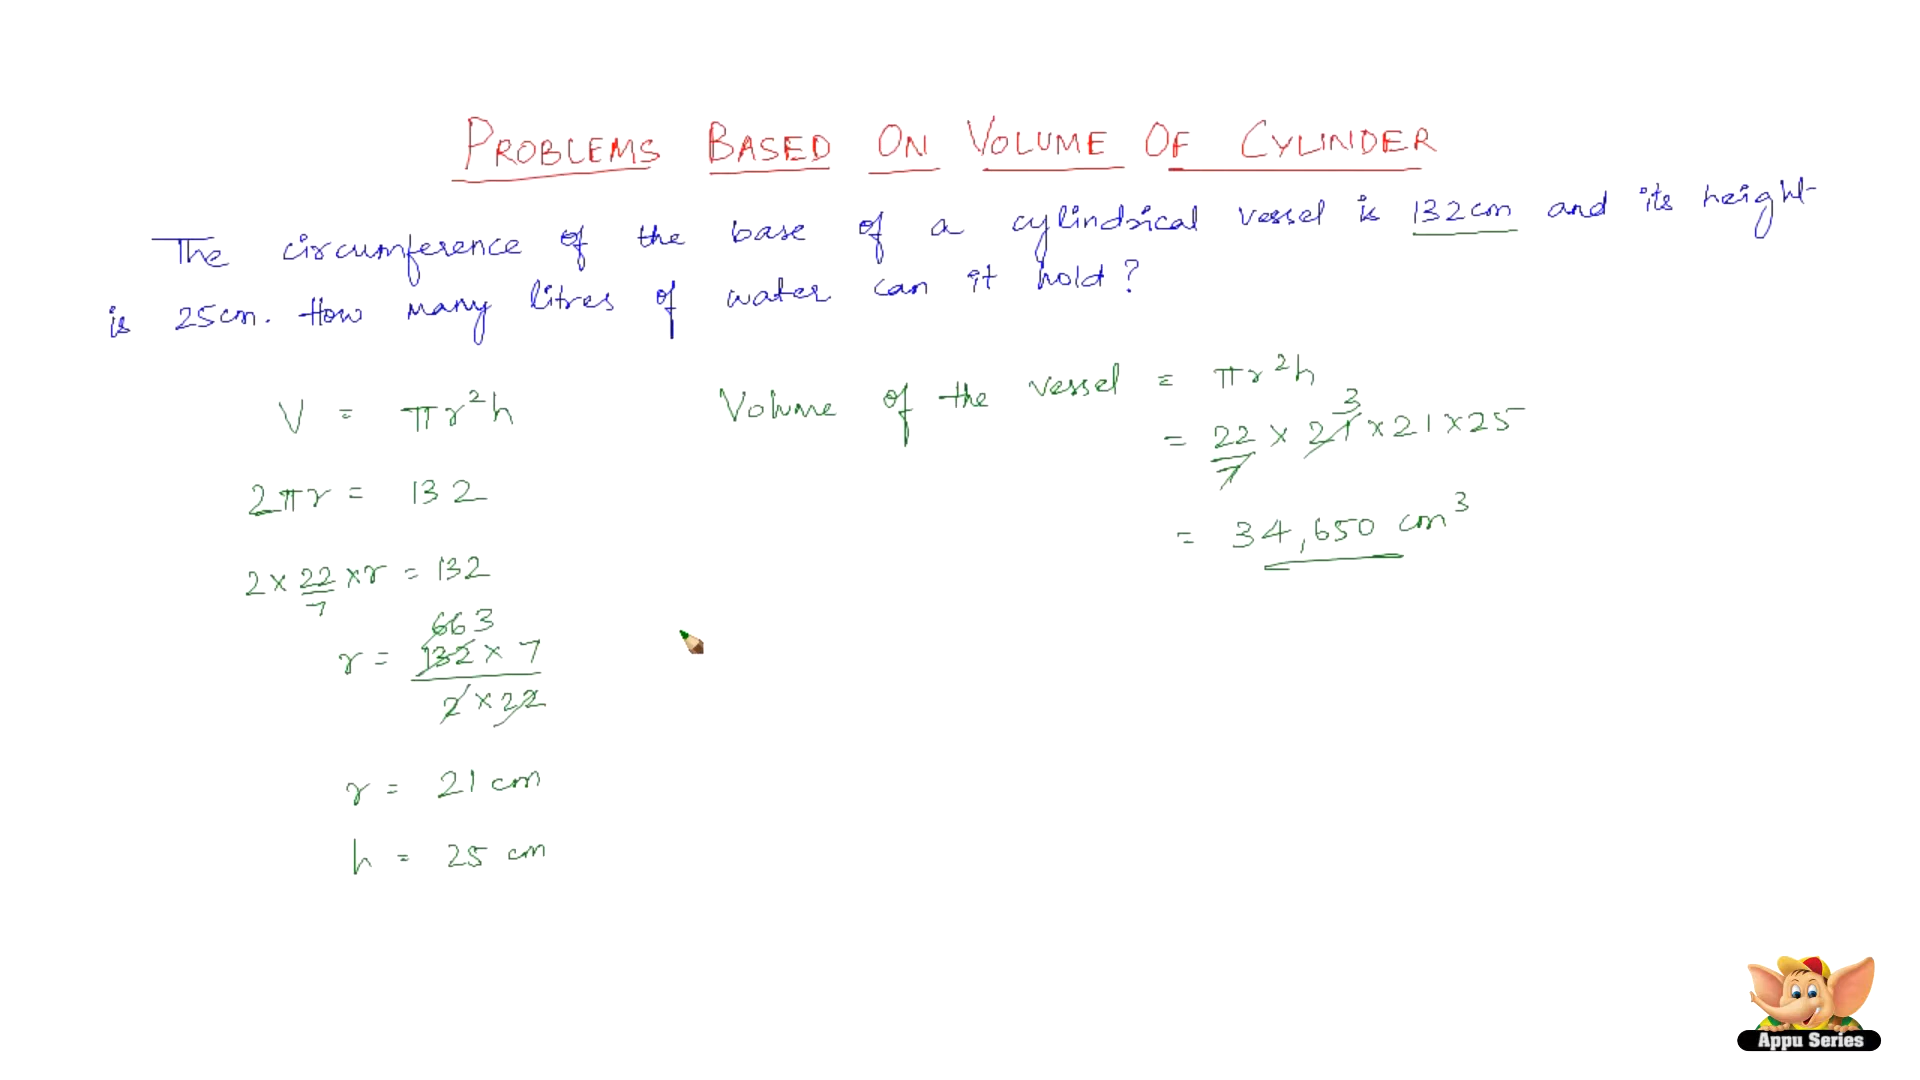 PROBLEMS BASED ON VOLUME OF CYLINDER
The circumference of the base of a cylindrical vessel is 132cm and its height
is 25cm. How many litres of water can it hold?
V = πr²h
2πr = 132
2 × 22/7 × r = 132
66 3
r = 132 × 7
2 × 22
r = 21 cm
h = 25 cm
Volume of the vessel = πr²h
3
= 22/7 × 21 × 21 × 25
= 34,650 cm³
Appu Series